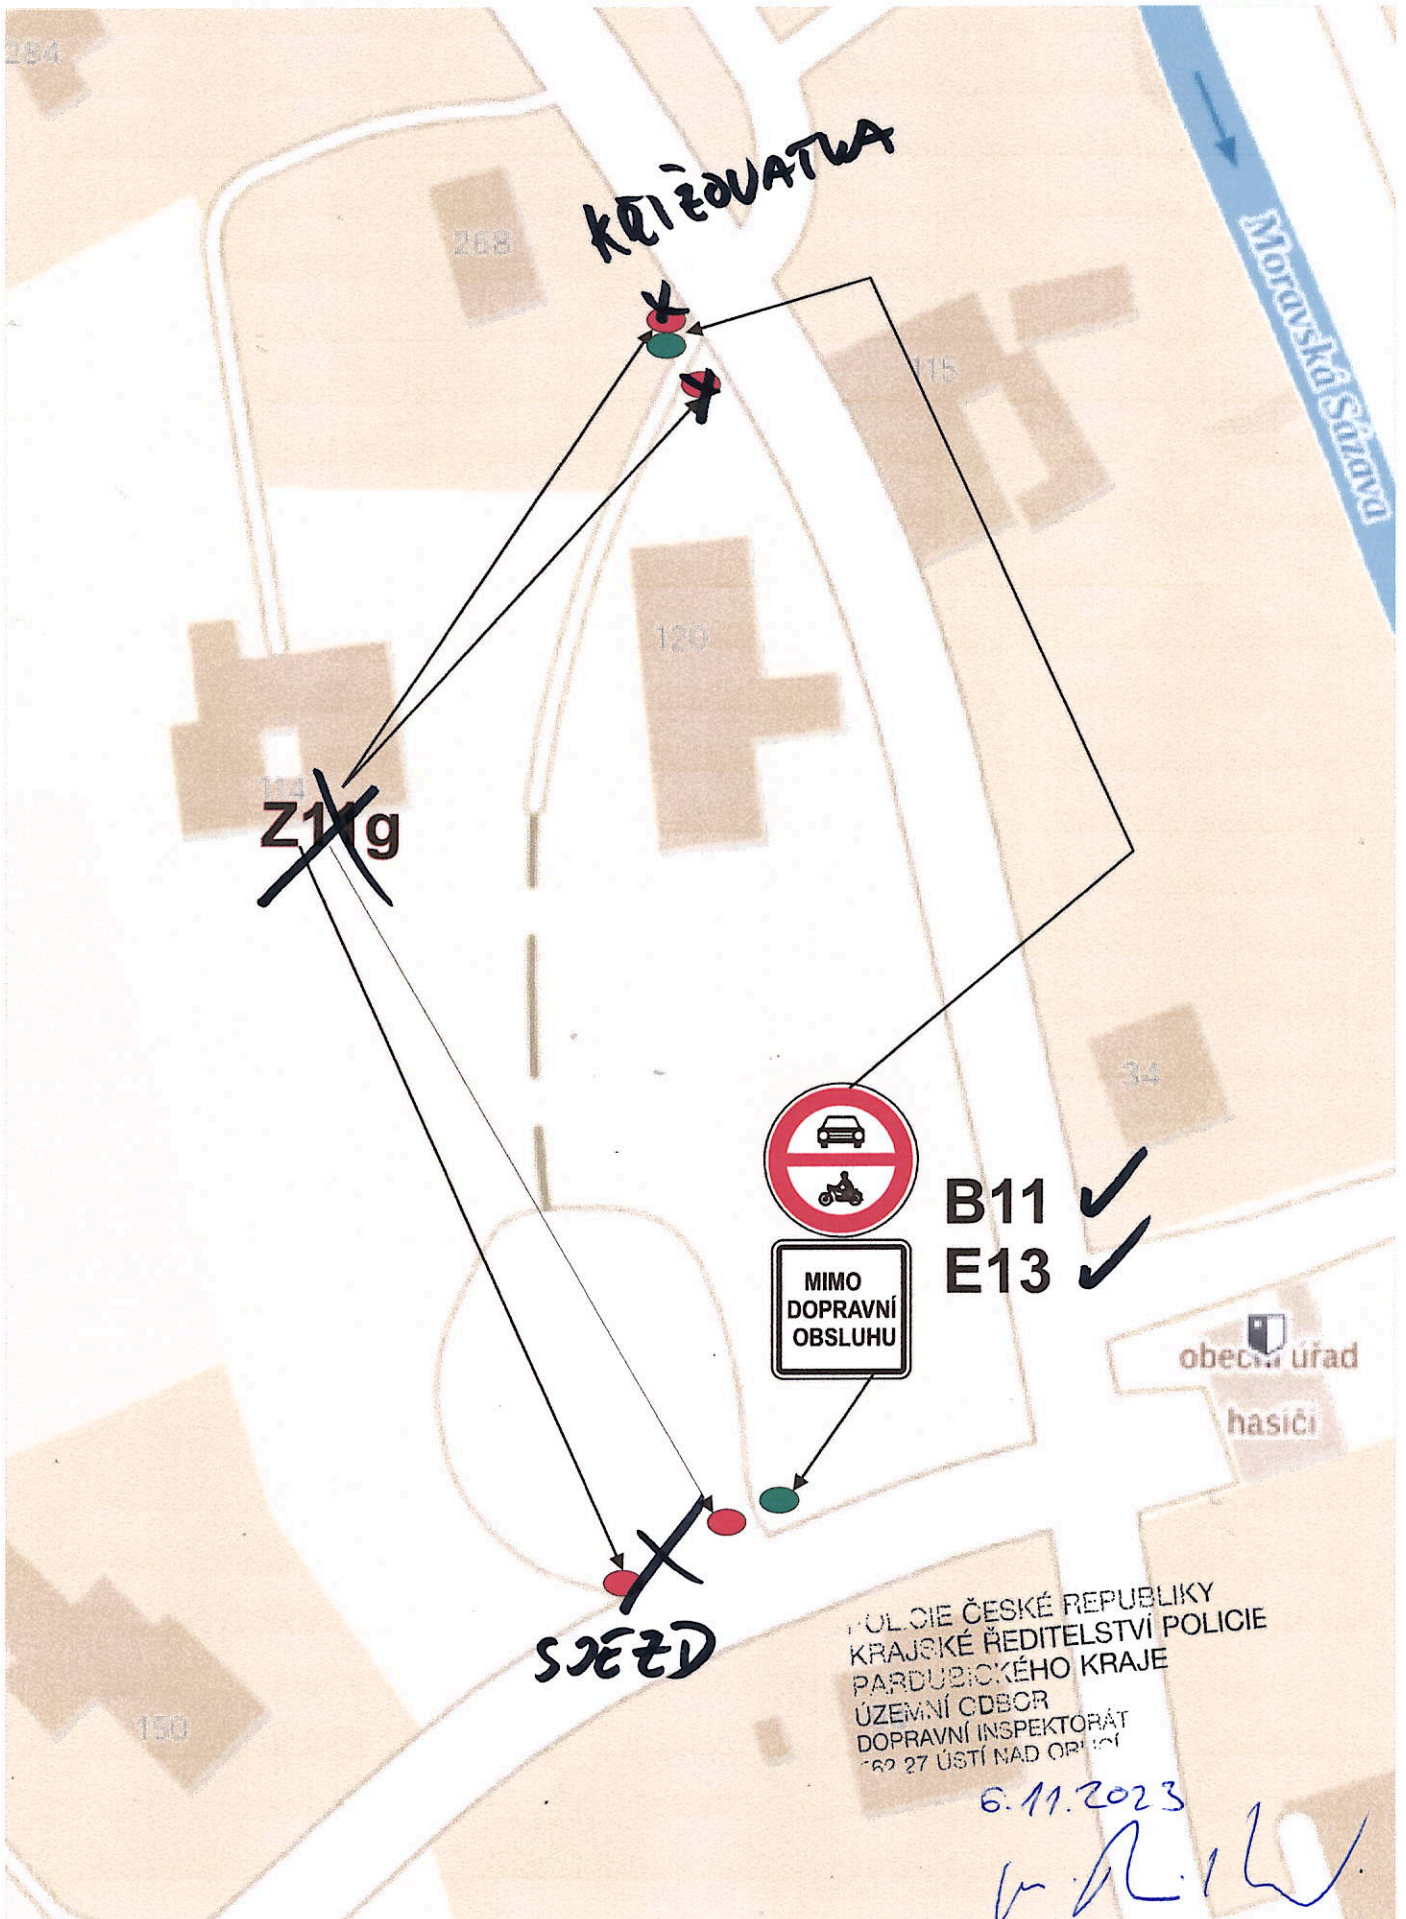 284
KŘIŽOVATKA
268
Moravská Sázava
115
120
114
Z11g
34
B11
E13
MIMO
DOPRAVNÍ
OBSLUHU
obecní úřad
hasiči
SJEZD
150
POLICIE ČESKÉ REPUBLIKY
KRAJSKÉ ŘEDITELSTVÍ POLICIE
PARDUBICKÉHO KRAJE
ÚZEMNÍ ODBOR
DOPRAVNÍ INSPEKTORÁT
562 27 ÚSTÍ NAD ORLICÍ
6.11.2023